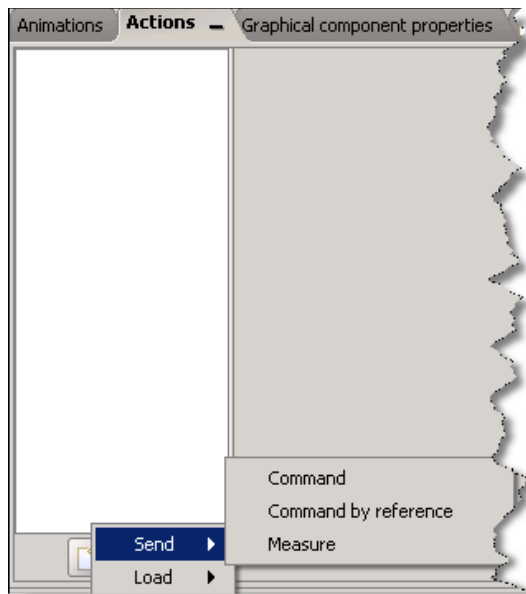 Animations Actions Graphical component properties
Command
Command by reference
Send Measure
Load